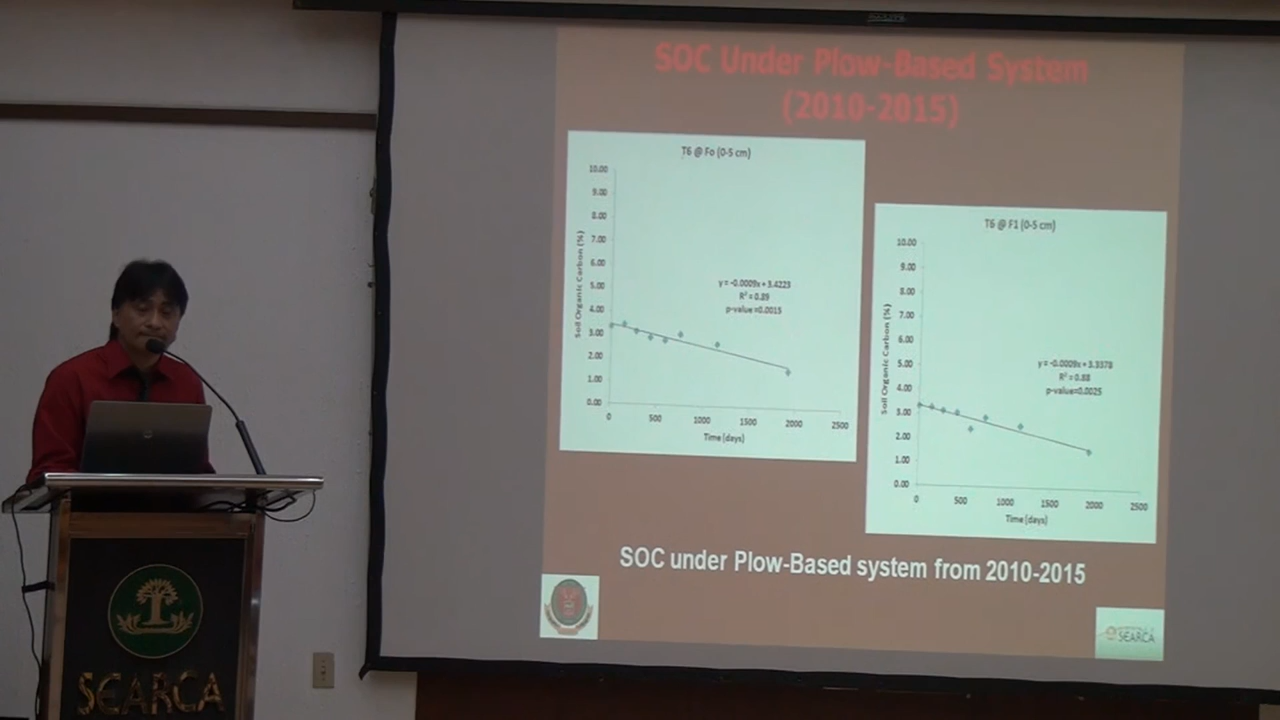 SOC Under Plow-Based System
(2010-2015)
T6 @ Fo (0-5 cm)
10.00
9.00
8.00
7.00
6.00
5.00
4.00
3.00
2.00
1.00
0.00
Soil Organic Carbon (%)
y = -0.0009x + 3.4223
R² = 0.89
p-value =0.0015
0 500 1000 1500 2000 2500
Time (days)
T6 @ F1 (0-5 cm)
10.00
9.00
8.00
7.00
6.00
5.00
4.00
3.00
2.00
1.00
0.00
Soil Organic Carbon (%)
y = -0.0009x + 3.3378
R² = 0.88
p-value=0.0025
0 500 1000 1500 2000 2500
Time (days)
SOC under Plow-Based system from 2010-2015
SEARCA
SEARCA